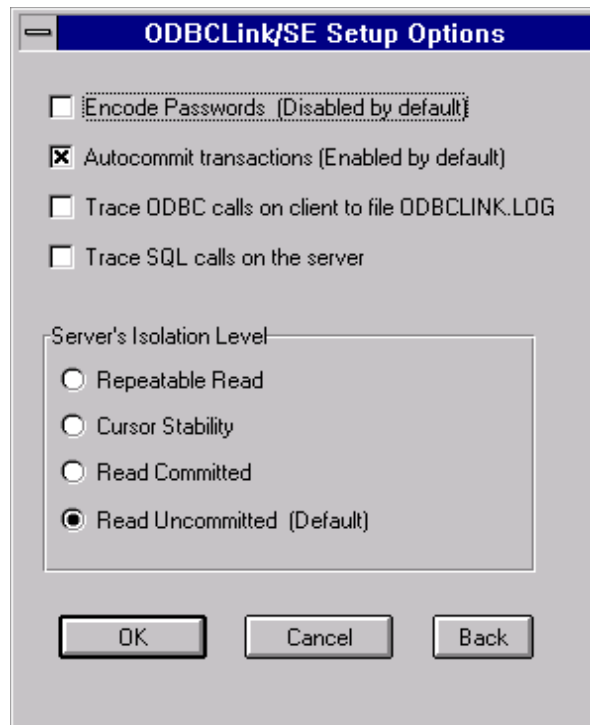 ODBCLink/SE Setup Options
Encode Passwords (Disabled by default)
Autocommit transactions (Enabled by default)
Trace ODBC calls on client to file ODBCLINK.LOG
Trace SQL calls on the server
Server's Isolation Level
Repeatable Read
Cursor Stability
Read Committed
Read Uncommitted (Default)
OK Cancel Back